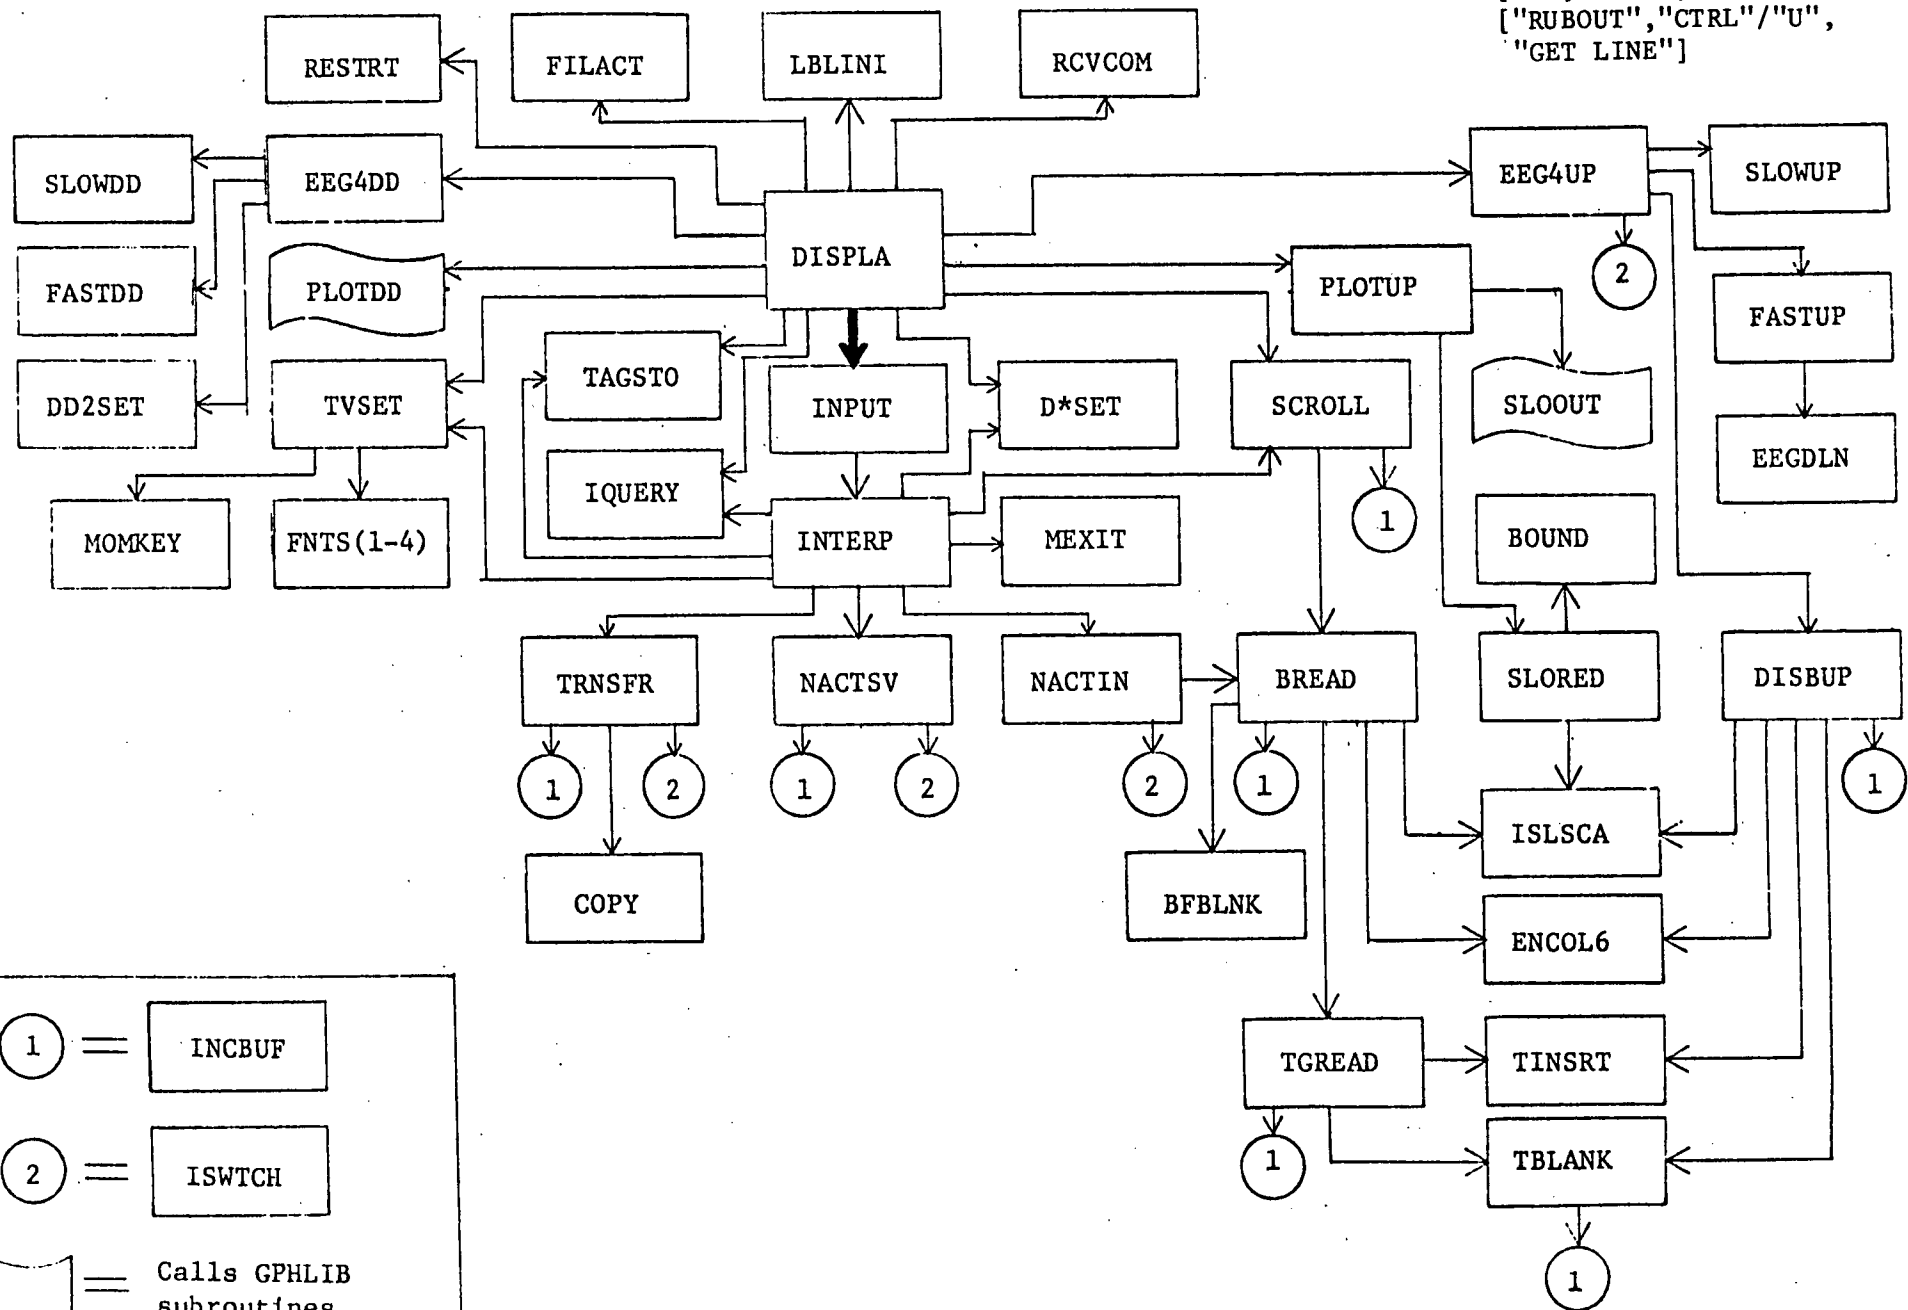 ["RUBOUT","CTRL"/"U",
"GET LINE"]
RESTRT
FILACT
LBLINI
RCVCOM
SLOWDD
EEG4DD
EEG4UP
SLOWUP
DISPLA
FASTDD
PLOTDD
PLOTUP
2
FASTUP
DD2SET
TVSET
TAGSTO
INPUT
D*SET
SCROLL
SLOOUT
EEGDLN
IQUERY
MOMKEY
FNTS(1-4)
INTERP
MEXIT
1
BOUND
TRNSFR
NACTSV
NACTIN
BREAD
SLORED
DISBUP
1
2
1
2
2
1
1
ISLSCA
COPY
BFBLNK
ENCOL6
1
=
INCBUF
TGREAD
TINSRT
2
=
ISWTCH
1
TBLANK
1
= Calls GPHLIB
subroutines